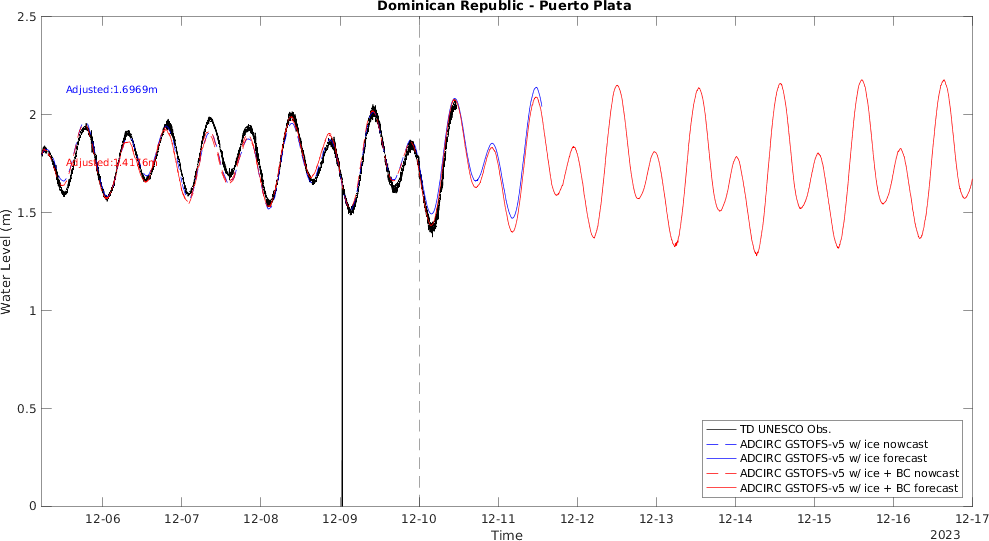 Dominican Republic - Puerto Plata
2.5
2
1.5
1
0.5
0
Water Level (m)
Adjusted:1.6969m
TD UNESCO Obs.
ADCIRC GSTOFS-v5 w/ ice nowcast
ADCIRC GSTOFS-v5 w/ ice forecast
ADCIRC GSTOFS-v5 w/ ice + BC nowcast
ADCIRC GSTOFS-v5 w/ ice + BC forecast
12-06 12-07 12-08 12-09 12-10 12-11 12-12 12-13 12-14 12-15 12-16 12-17
Time
2023